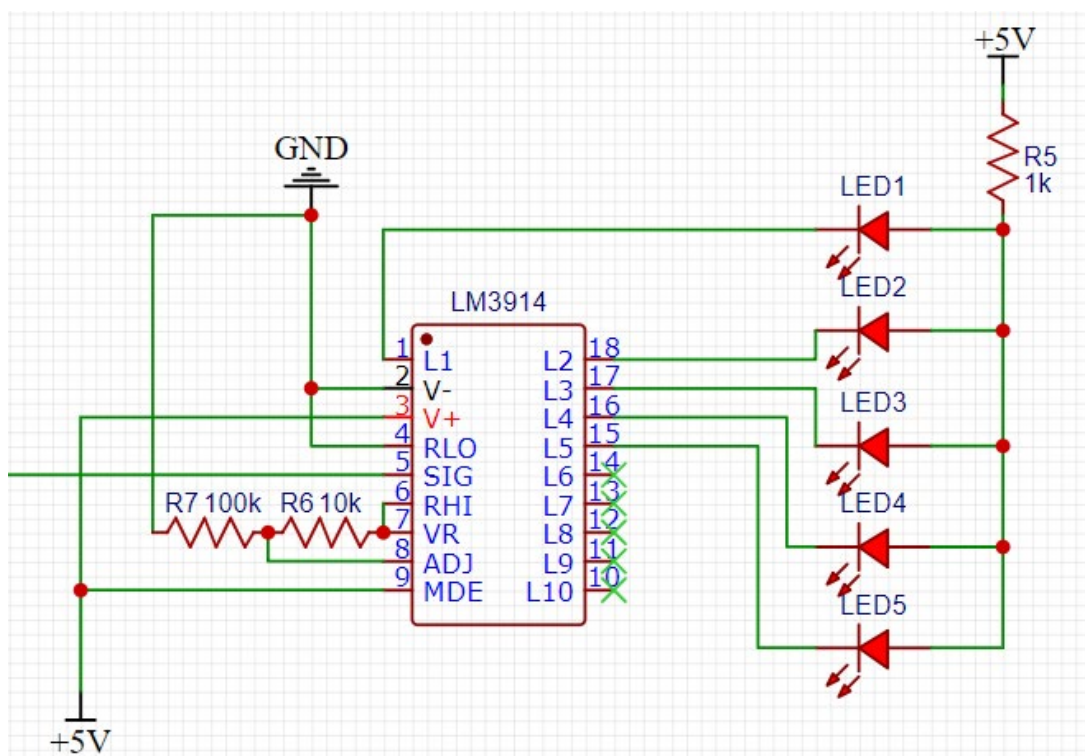 +5V
R5
1k
GND
LED1
LED2
LM3914
1 L1 L2 18
2 V- L3 17
3 V+ L4 16
4 RLO L5 15
5 SIG L6 14
6 RHI L7 13
7 VR L8 12
8 ADJ L9 11
9 MDE L10 10
R7 100k R6 10k
LED3
LED4
LED5
+5V